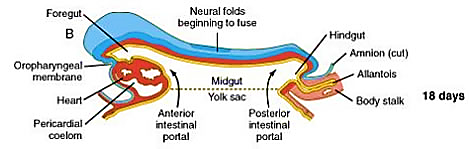 Foregut
Neural folds
beginning to fuse
B
Hindgut
Amnion (cut)
Oropharyngeal
membrane
Allantois
Midgut
Yolk sac
Heart
Body stalk
18 days
Pericardial
coelom
Anterior
intestinal
portal
Posterior
intestinal
portal